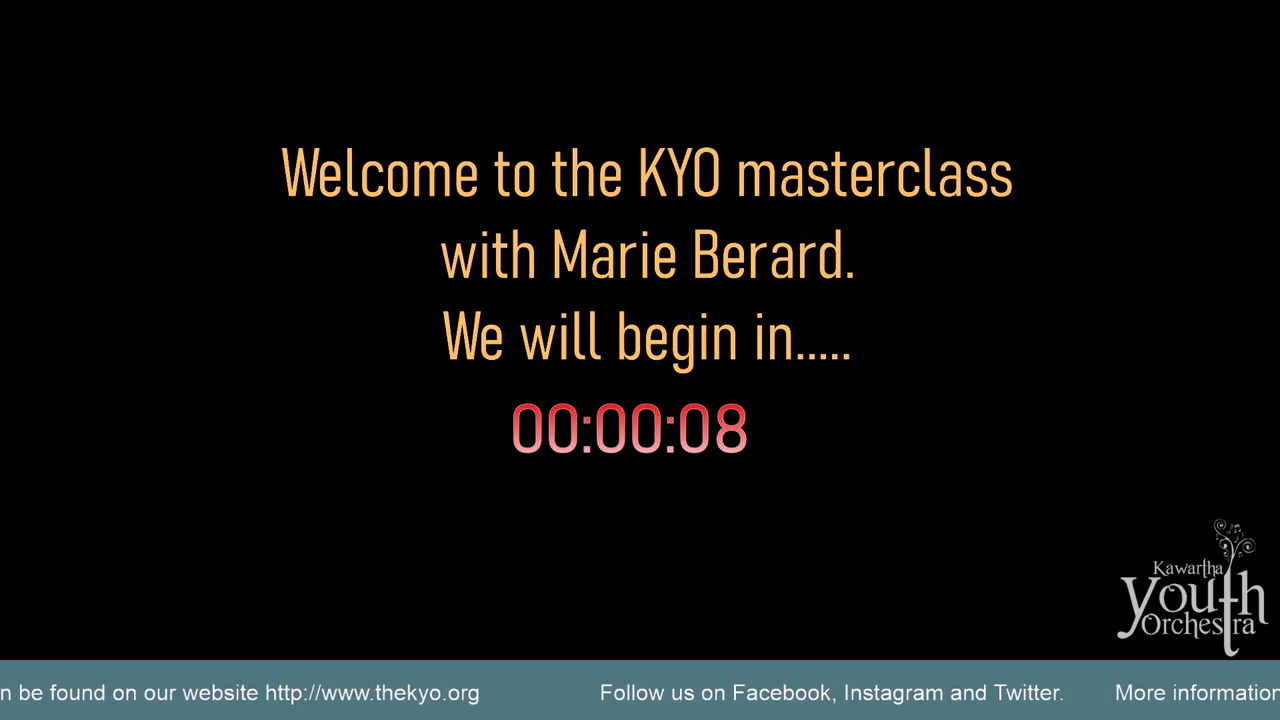 Welcome to the KYO masterclass
with Marie Berard.
We will begin in.....
00:00:08
Kawartha
Youth
Orchestra
n be found on our website http://www.thekyo.org Follow us on Facebook, Instagram and Twitter. More information